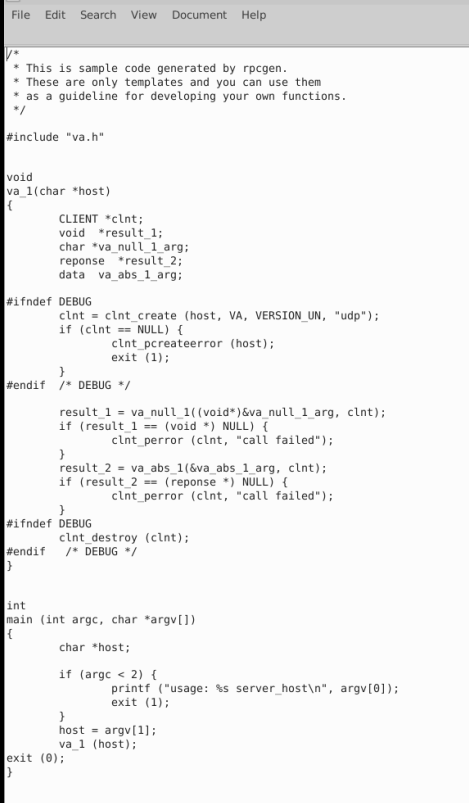 File Edit Search View Document Help
/*
 * This is sample code generated by rpcgen.
 * These are only templates and you can use them
 * as a guideline for developing your own functions.
 */

#include "va.h"


void
va_1(char *host)
{
        CLIENT *clnt;
        void  *result_1;
        char *va_null_1_arg;
        reponse  *result_2;
        data  va_abs_1_arg;

#ifndef DEBUG
        clnt = clnt_create (host, VA, VERSION_UN, "udp");
        if (clnt == NULL) {
                clnt_pcreateerror (host);
                exit (1);
        }
#endif  /* DEBUG */

        result_1 = va_null_1((void*)&va_null_1_arg, clnt);
        if (result_1 == (void *) NULL) {
                clnt_perror (clnt, "call failed");
        }
        result_2 = va_abs_1(&va_abs_1_arg, clnt);
        if (result_2 == (reponse *) NULL) {
                clnt_perror (clnt, "call failed");
        }
#ifndef DEBUG
        clnt_destroy (clnt);
#endif   /* DEBUG */
}


int
main (int argc, char *argv[])
{
        char *host;

        if (argc < 2) {
                printf ("usage: %s server_host\n", argv[0]);
                exit (1);
        }
        host = argv[1];
        va_1 (host);
exit (0);
}